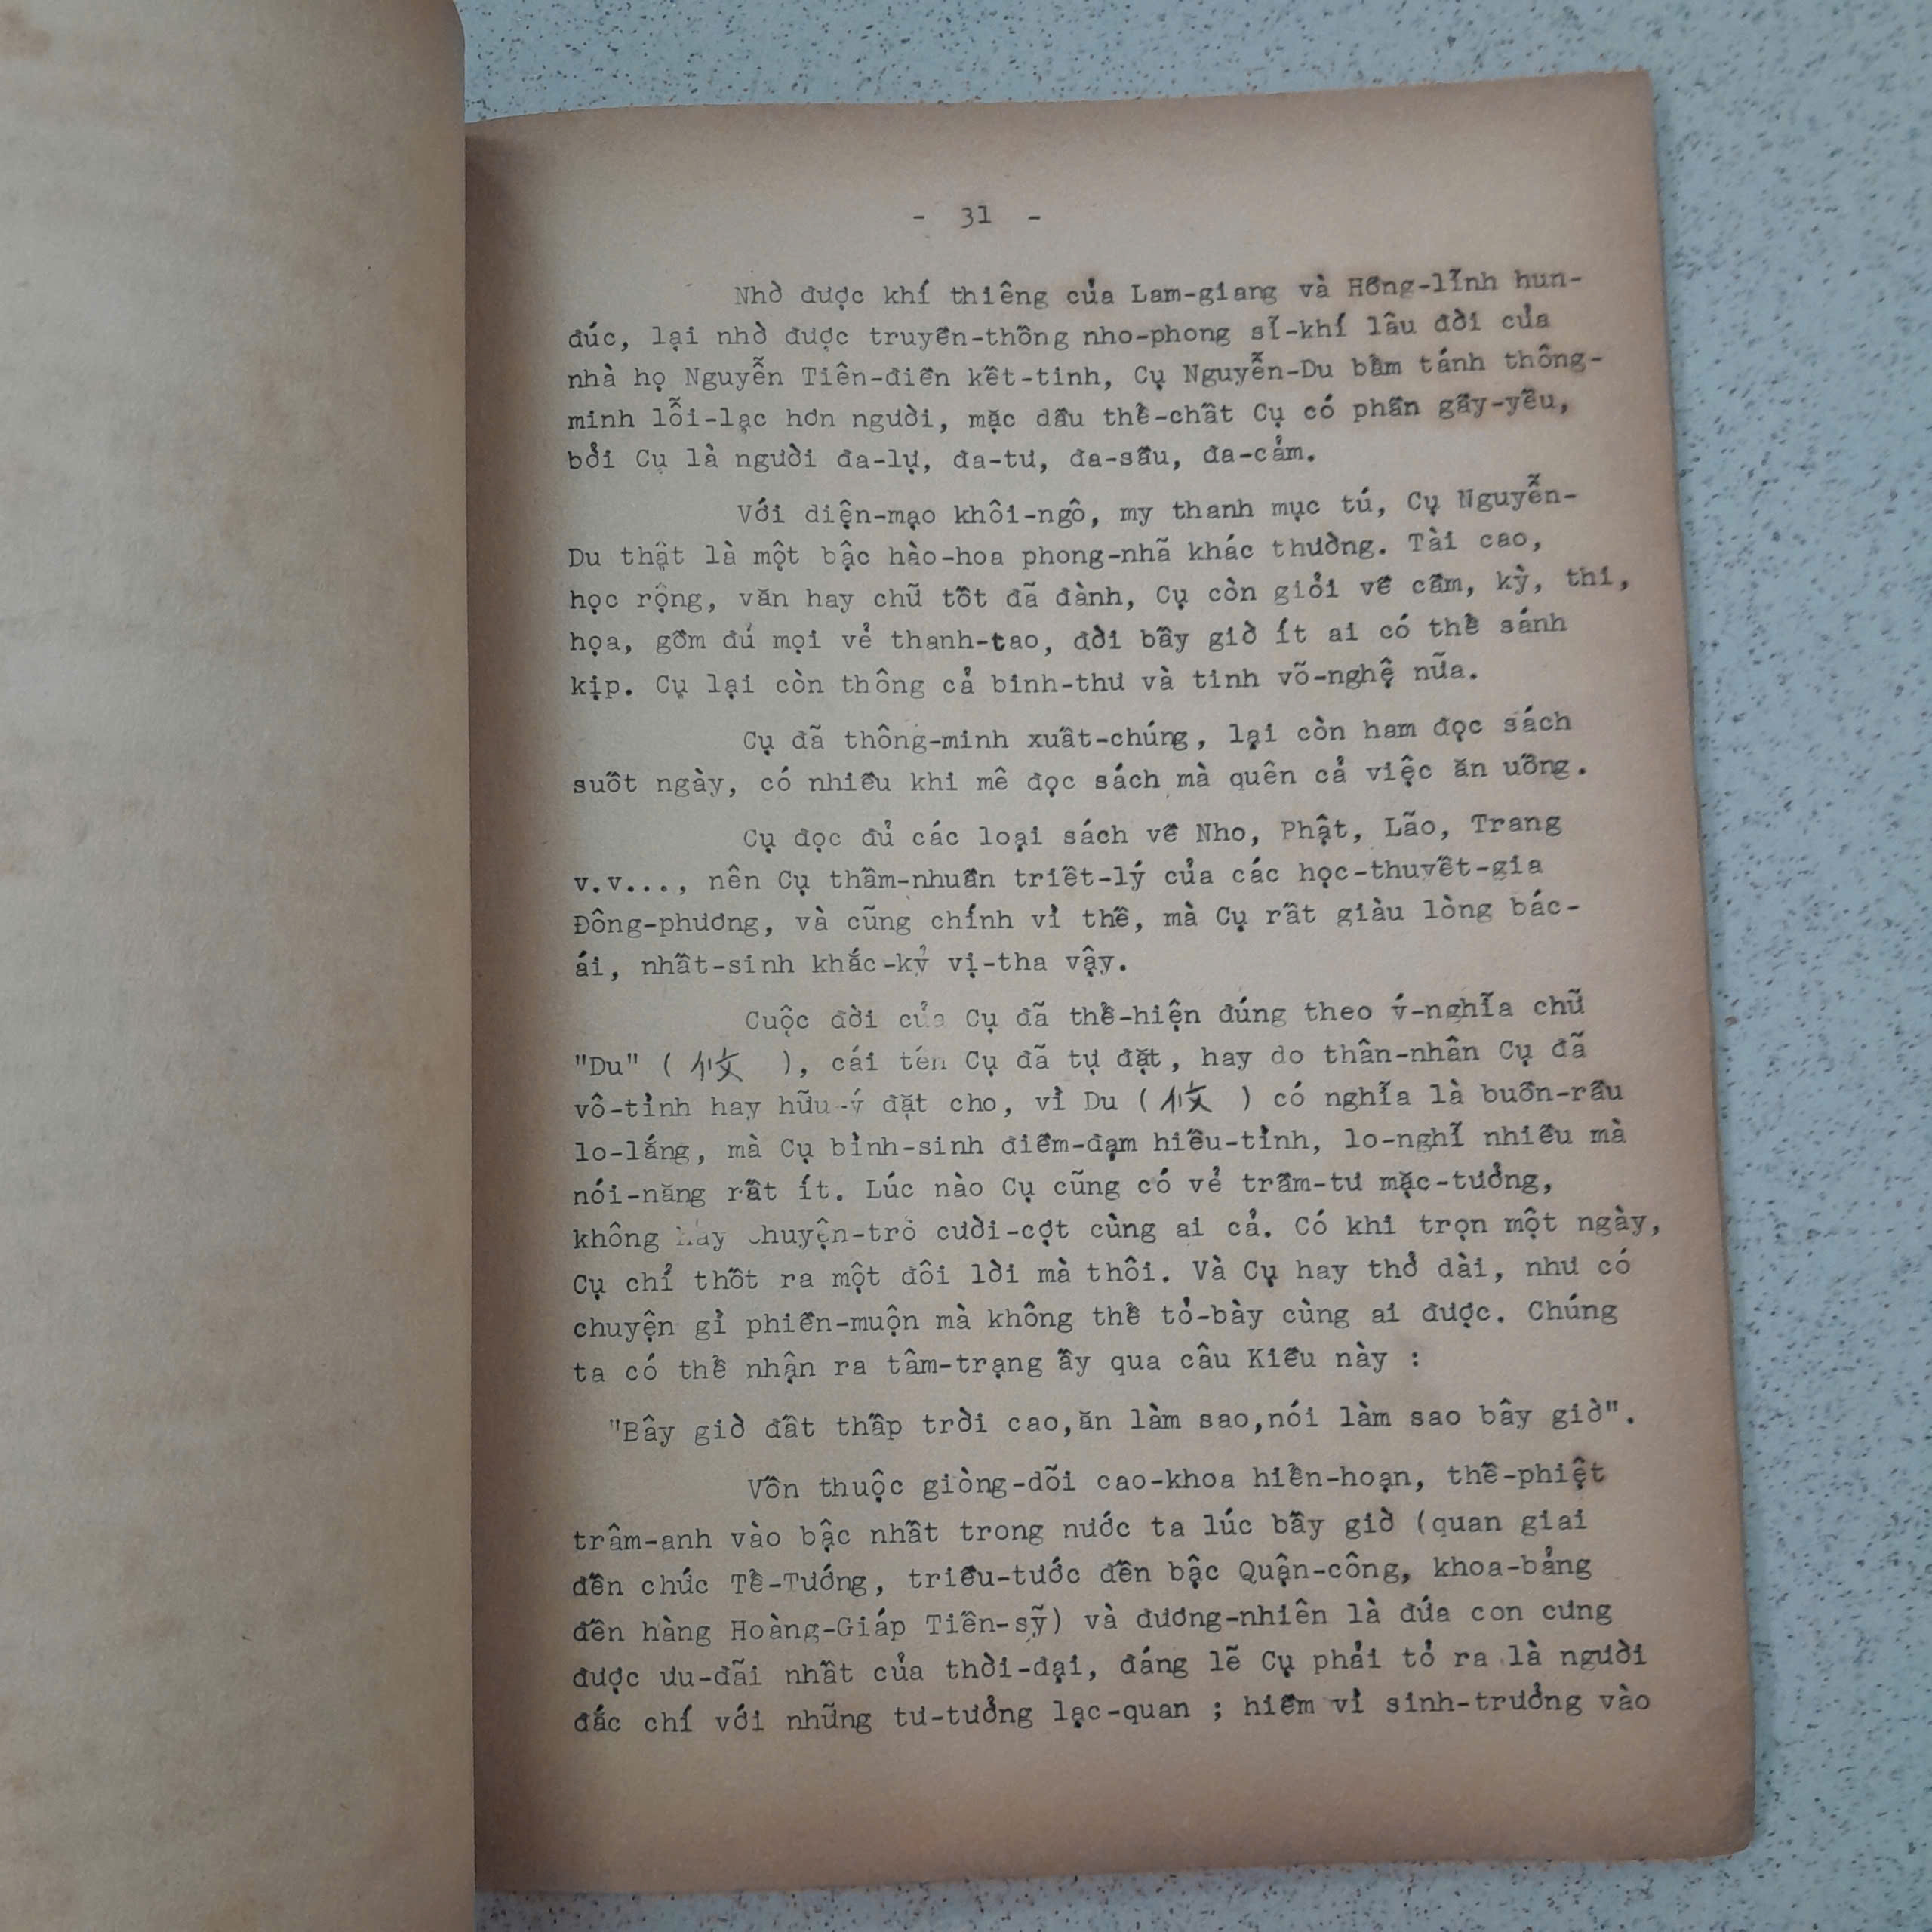 - 31 -
Nhờ được khí thiêng của Lam-giang và Hồng-lĩnh hun-
đúc, lại nhờ được truyền-thống nho-phong sĩ-khí lâu đời của
nhà họ Nguyễn Tiên-điền kết-tinh, Cụ Nguyễn-Du bẩm tánh thông-
minh lỗi-lạc hơn người, mặc dầu thể-chất Cụ có phần gầy-yếu,
bởi Cụ là người đa-lự, đa-tư, đa-sầu, đa-cảm.
Với diện-mạo khôi-ngô, my thanh mục tú, Cụ Nguyễn-
Du thật là một bậc hào-hoa phong-nhã khác thường. Tài cao,
học rộng, văn hay chữ tốt đã đành, Cụ còn giỏi về cầm, kỳ, thi,
họa, gồm đủ mọi vẻ thanh-tao, đời bấy giờ ít ai có thể sánh
kịp. Cụ lại còn thông cả binh-thư và tinh võ-nghệ nữa.
Cụ đã thông-minh xuất-chúng, lại còn ham đọc sách
suốt ngày, có nhiều khi mê đọc sách mà quên cả việc ăn uống.
Cụ đọc đủ các loại sách về Nho, Phật, Lão, Trang
v.v..., nên Cụ thấm-nhuần triết-lý của các học-thuyết-gia
Đông-phương, và cũng chính vì thế, mà Cụ rất giàu lòng bác-
ái, nhất-sinh khắc-kỷ vị-tha vậy.
Cuộc đời của Cụ đã thể-hiện đúng theo ý-nghĩa chữ
"Du" ( 攸 ), cái tên Cụ đã tự đặt, hay do thân-nhân Cụ đã
vô-tình hay hữu-ý đặt cho, vì Du ( 攸 ) có nghĩa là buồn-rầu
lo-lắng, mà Cụ bình-sinh điềm-đạm hiếu-tình, lo-nghĩ nhiều mà
nói-năng rất ít. Lúc nào Cụ cũng có vẻ trầm-tư mặc-tưởng,
không hay chuyện-trò cười-cợt cùng ai cả. Có khi trọn một ngày,
Cụ chỉ thốt ra một đôi lời mà thôi. Và Cụ hay thở dài, như có
chuyện gì phiền-muộn mà không thể tỏ-bày cùng ai được. Chúng
ta có thể nhận ra tâm-trạng ấy qua câu Kiều này :
"Bây giờ đất thấp trời cao,ăn làm sao,nói làm sao bây giờ".
Vốn thuộc giòng-dõi cao-khoa hiển-hoạn, thế-phiệt
trâm-anh vào bậc nhất trong nước ta lúc bấy giờ (quan giai
đến chức Tể-Tướng, triều-tước đến bậc Quận-công, khoa-bảng
đến hàng Hoàng-Giáp Tiến-sỹ) và đương-nhiên là đứa con cưng
được ưu-đãi nhất của thời-đại, đáng lẽ Cụ phải tỏ ra là người
đắc chí với những tư-tưởng lạc-quan ; hiềm vì sinh-trưởng vào